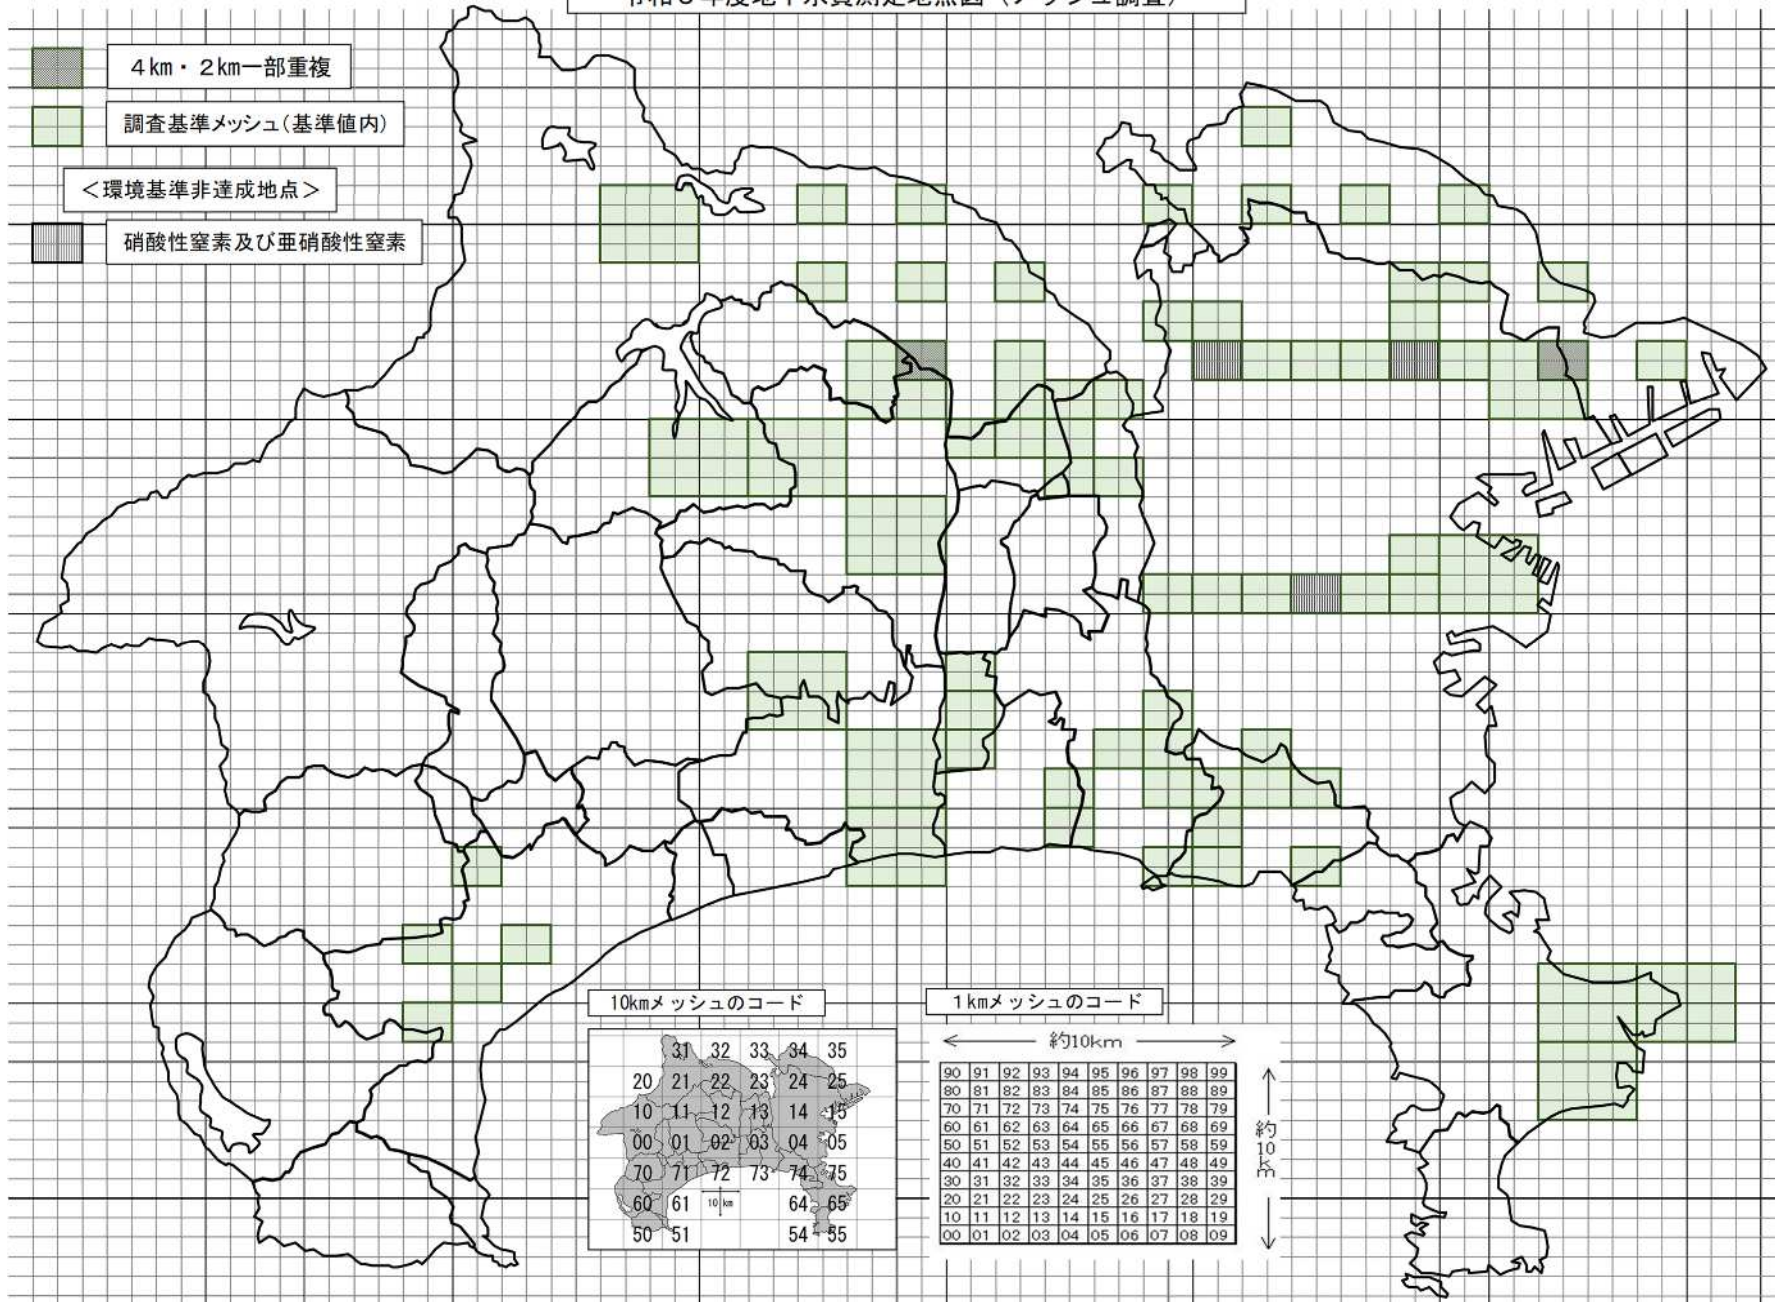 ４km・２km一部重複
調査基準メッシュ（基準値内）
＜環境基準非達成地点＞
硝酸性窒素及び亜硝酸性窒素
10kmメッシュのコード
31 32 33 34 35
20 21 22 23 24 25
10 11 12 13 14 15
00 01 02 03 04 05
70 71 72 73 74 75
60 61 10 km 64 65
50 51 54 55
1kmメッシュのコード
約10km
90 91 92 93 94 95 96 97 98 99
80 81 82 83 84 85 86 87 88 89
70 71 72 73 74 75 76 77 78 79
60 61 62 63 64 65 66 67 68 69
50 51 52 53 54 55 56 57 58 59
40 41 42 43 44 45 46 47 48 49
30 31 32 33 34 35 36 37 38 39
20 21 22 23 24 25 26 27 28 29
10 11 12 13 14 15 16 17 18 19
00 01 02 03 04 05 06 07 08 09
約10km